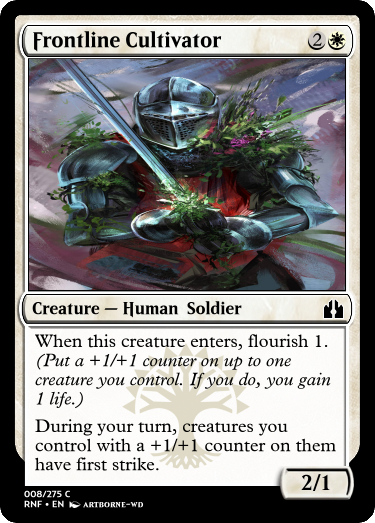 Frontline Cultivator 2
Creature — Human Soldier
When this creature enters, flourish 1.
(Put a +1/+1 counter on up to one
creature you control. If you do, you gain
1 life.)
During your turn, creatures you
control with a +1/+1 counter on them
have first strike.
2/1
008/275 C
RNF • EN ARTBORNE-WD